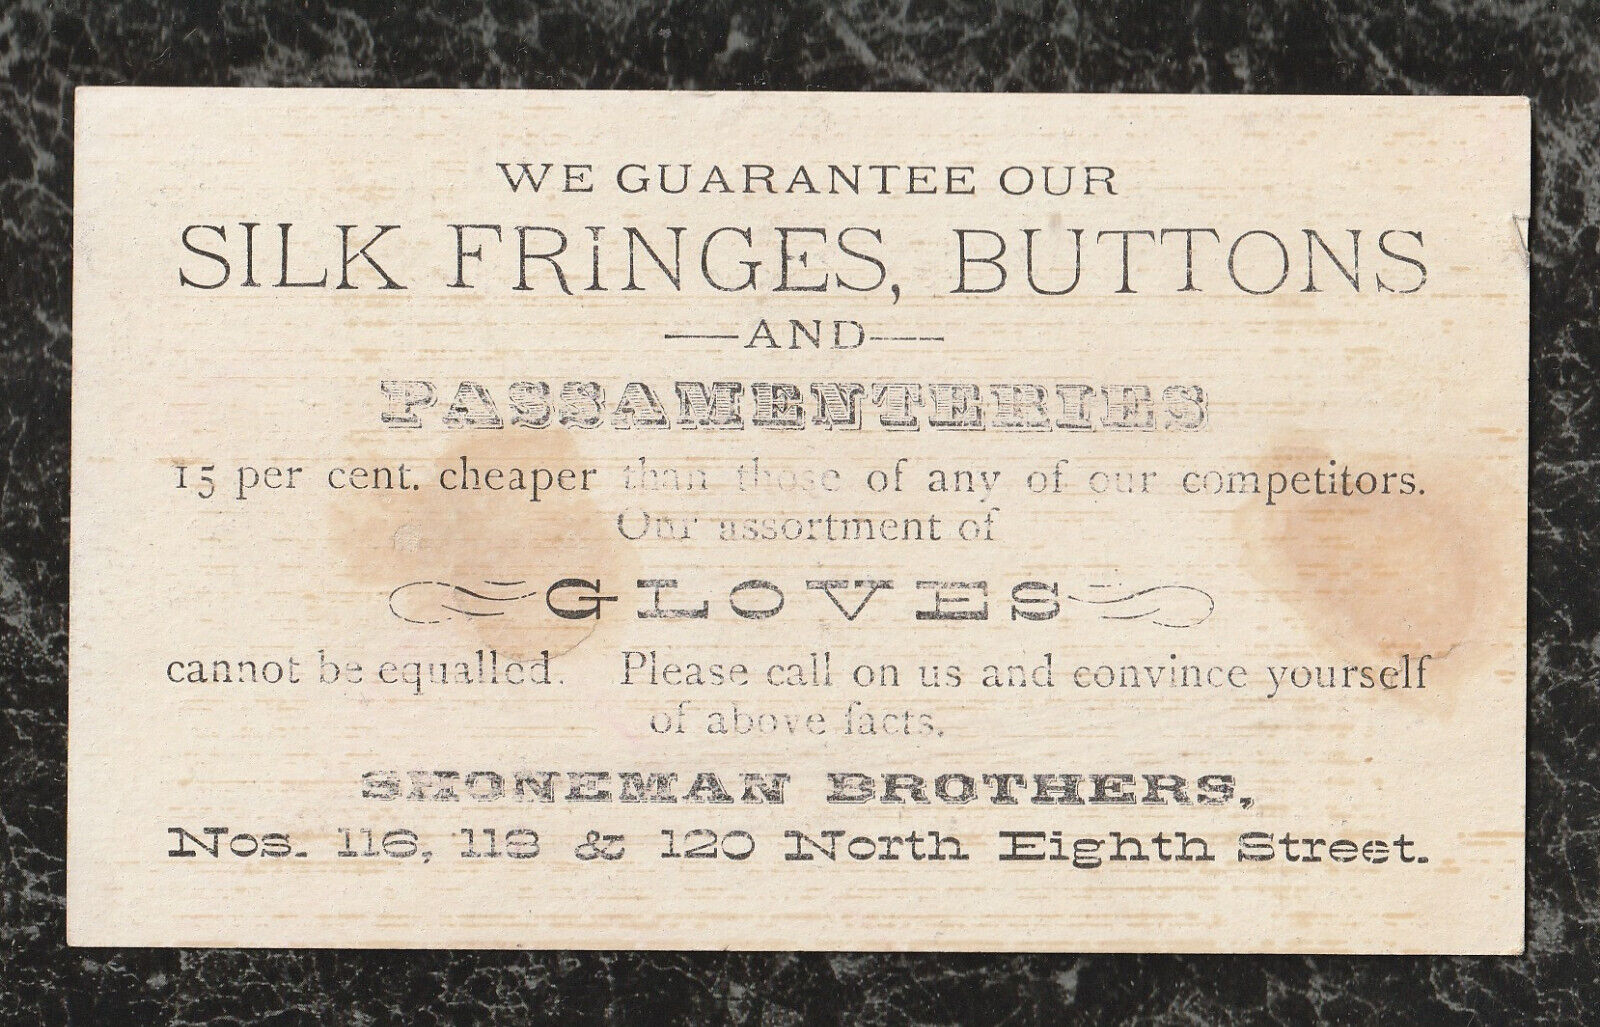 WE GUARANTEE OUR
SILK FRINGES, BUTTONS
—AND—
PASSAMENTERIES
15 per cent. cheaper than those of any of our competitors.
Our assortment of
GLOVES
cannot be equalled. Please call on us and convince yourself
of above facts.
SHONEMAN BROTHERS,
Nos. 116, 118 & 120 North Eighth Street.